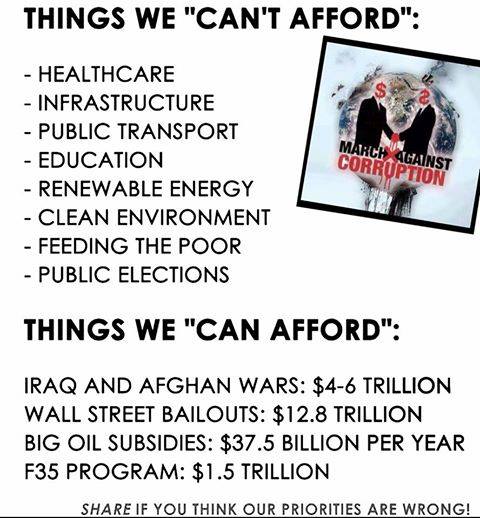 THINGS WE "CAN'T AFFORD":
- HEALTHCARE
- INFRASTRUCTURE
- PUBLIC TRANSPORT
- EDUCATION
- RENEWABLE ENERGY
- CLEAN ENVIRONMENT
- FEEDING THE POOR
- PUBLIC ELECTIONS
$ $
MARCH AGAINST
CORRUPTION
THINGS WE "CAN AFFORD":
IRAQ AND AFGHAN WARS: $4-6 TRILLION
WALL STREET BAILOUTS: $12.8 TRILLION
BIG OIL SUBSIDIES: $37.5 BILLION PER YEAR
F35 PROGRAM: $1.5 TRILLION
SHARE IF YOU THINK OUR PRIORITIES ARE WRONG!